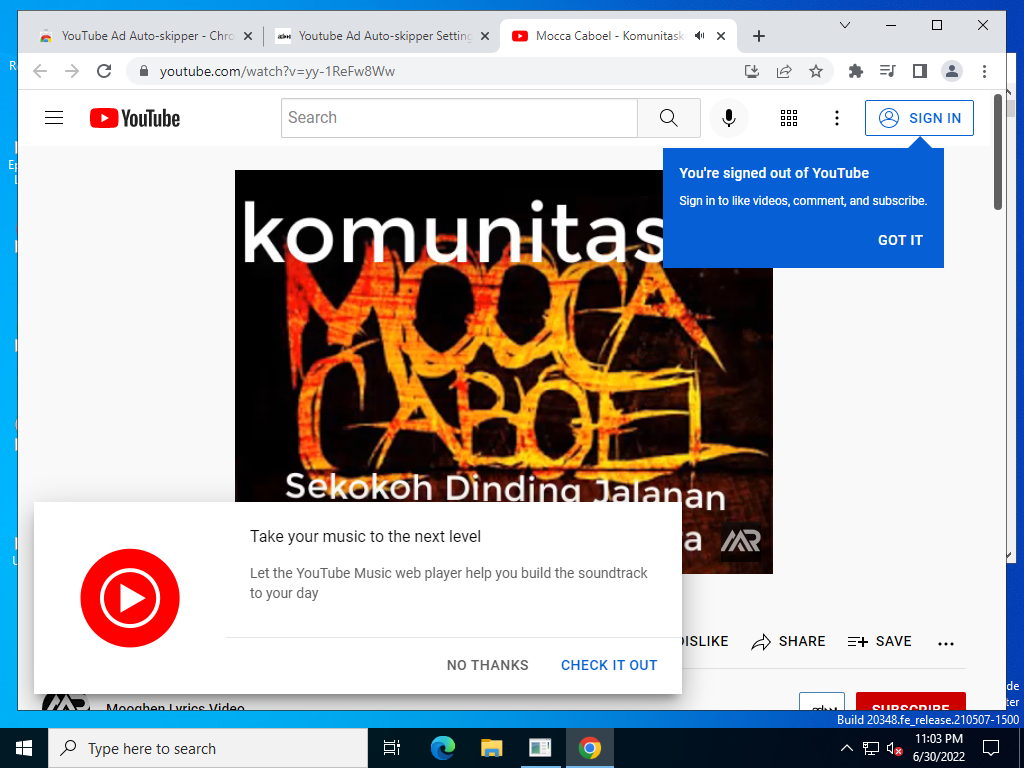 YouTube Ad Auto-skipper - Chro
Youtube Ad Auto-skipper Setting
Mocca Caboel - Komunitask
youtube.com/watch?v=yy-1ReFw8Ww
YouTube
Search
SIGN IN
You're signed out of YouTube
Sign in to like videos, comment, and subscribe.
GOT IT
komunitas
MOCCA
CABOEL
Sekokoh Dinding Jalanan
ra
Take your music to the next level
Let the YouTube Music web player help you build the soundtrack
to your day
NO THANKS
CHECK IT OUT
DISLIKE
SHARE
SAVE
Mooghen Lyrics Video
SUBSCRIBE
Build 20348.fe_release.210507-1500
Type here to search
11:03 PM
6/30/2022